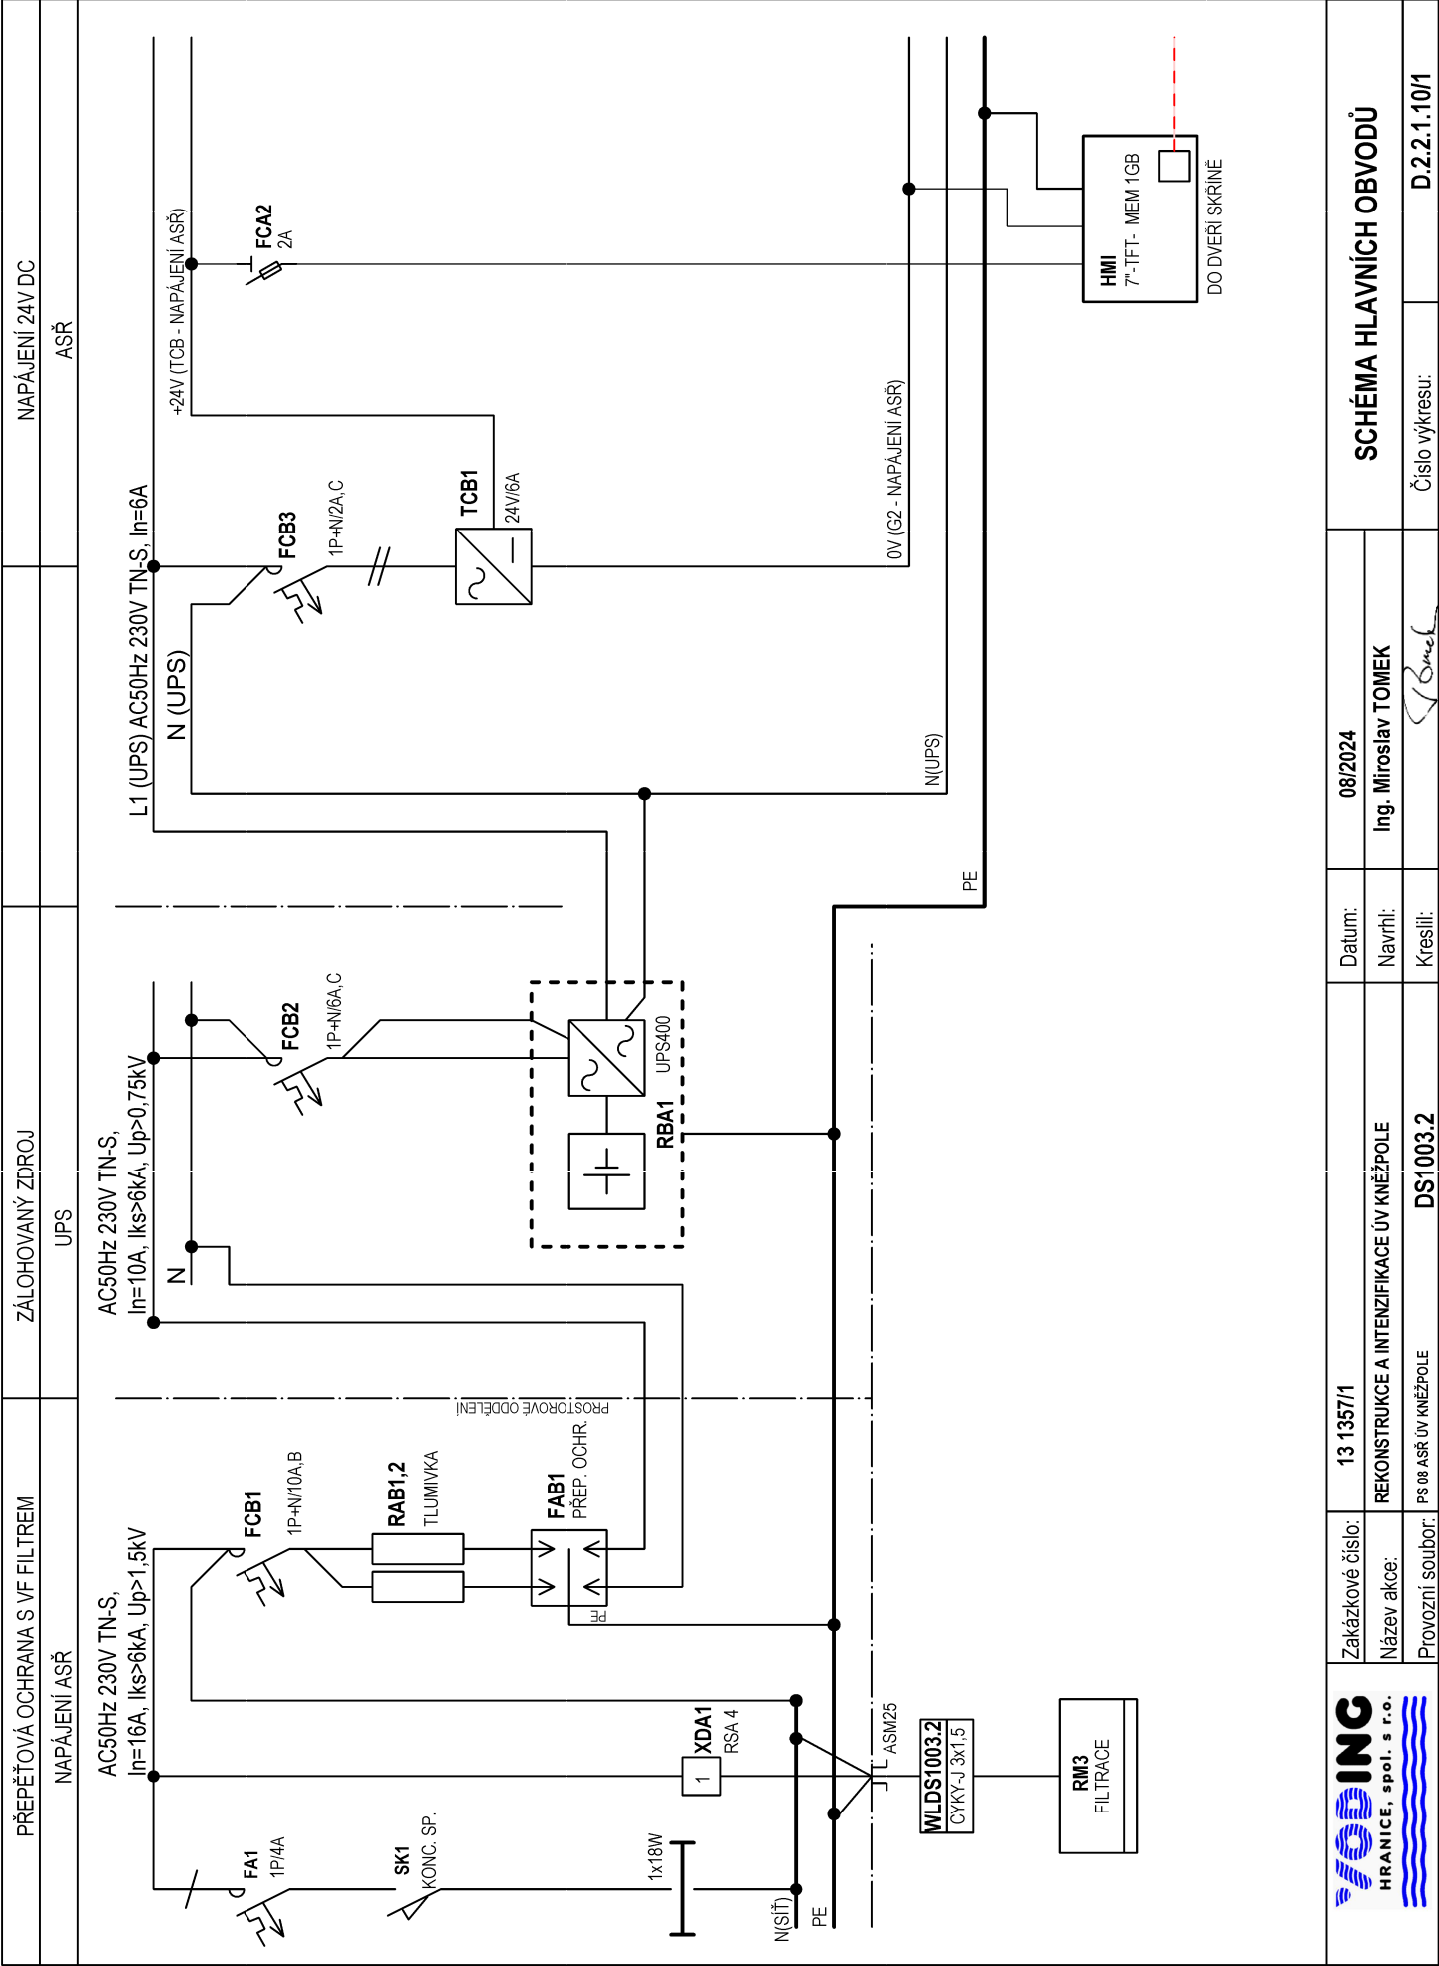 PŘEPĚŤOVÁ OCHRANA S VF FILTREM
NAPÁJENÍ ASŘ
ZÁLOHOVANÝ ZDROJ
UPS
NAPÁJENÍ 24V DC
ASŘ
AC50Hz 230V TN-S,
In=16A, Iks>6kA, Up>1,5kV
FA1
1P/4A
SK1
KONC. SP.
1x18W
N(SÍŤ)
PE
FCB1
1P+N/10A,B
RAB1,2
TLUMIVKA
FAB1
PŘEP. OCHR.
PE
PROSTOROVÉ ODDĚLENÍ
XDA1
RSA 4
1
ASM25
WLDS1003.2
CYKY-J 3x1,5
RM3
FILTRACE
AC50Hz 230V TN-S,
In=10A, Iks>6kA, Up>0,75kV
N
FCB2
1P+N/6A,C
UPS400
RBA1
PE
L1 (UPS) AC50Hz 230V TN-S, In=6A
N (UPS)
N(UPS)
FCB3
1P+N/2A,C
TCB1
24V/6A
+24V (TCB - NAPÁJENÍ ASŘ)
0V (G2 - NAPÁJENÍ ASŘ)
FCA2
2A
HMI
7"-TFT- MEM 1GB
DO DVEŘÍ SKŘÍNĚ
VODING
HRANICE, spol. s r.o.
Zakázkové číslo:
13 1357/1
Název akce:
REKONSTRUKCE A INTENZIFIKACE ÚV KNĚŽPOLE
Provozní soubor:
PS 08 ASŘ ÚV KNĚŽPOLE
DS1003.2
Datum:
08/2024
Navrhl:
Ing. Miroslav TOMEK
Kreslil:
Tomek
SCHÉMA HLAVNÍCH OBVODŮ
Číslo výkresu:
D.2.2.1.10/1